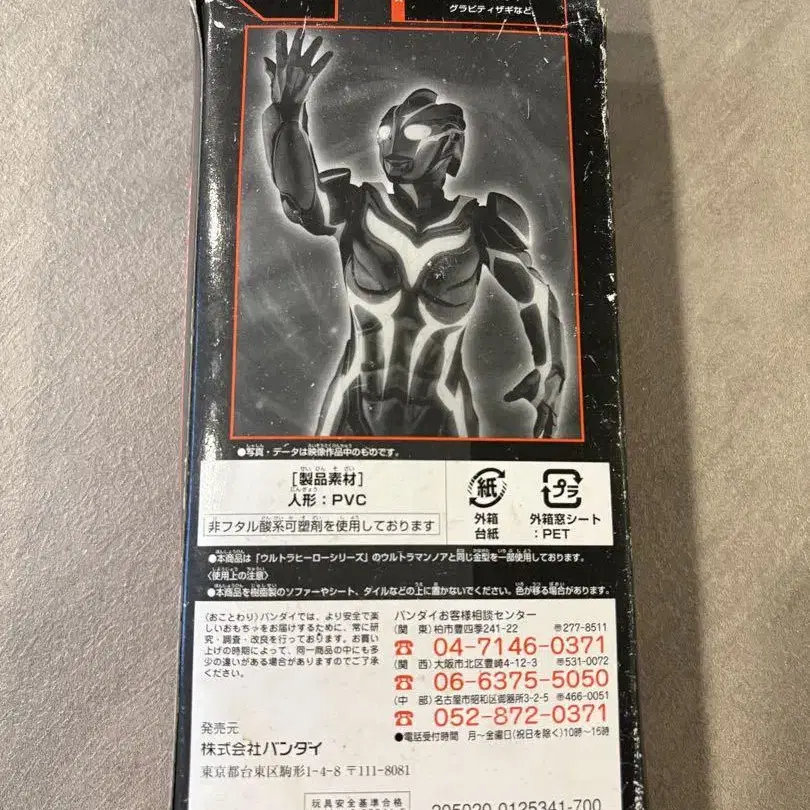 グラビティザギなど
●写真・データは映像作品中のものです。
[製品素材]
人形：PVC
非フタル酸系可塑剤を使用しております
紙
外箱
台紙
プラ
外箱窓シート
：PET
●本商品は「ウルトラヒーローシリーズ」のウルトラマンノアと同じ金型を一部使用しております。
〈使用上の注意〉
●本商品を樹脂製のソファーやシート、タイルなどの上に置かないでください。色が移る場合があります。
〈おことわり〉バンダイでは、より安全で楽しいおもちゃをお届けするために、常に研究・調査・改良を行っております。お買い上げの時期によって、同一商品の中にも多少の違いがある場合がありますのでご了承ください。
バンダイお客様相談センター
(関 東)柏市豊四季241-22 〒277-8511
☎ 04-7146-0371
(関 西)大阪市北区豊崎4-12-3 〒531-0072
☎ 06-6375-5050
(中 部)名古屋市昭和区御器所3-2-5 〒466-0051
☎ 052-872-0371
●電話受付時間 月～金曜日(祝日を除く)10時～16時
発売元
株式会社バンダイ
東京都台東区駒形1-4-8 〒111-8081
玩具安全基準合格
205020-0125341-700